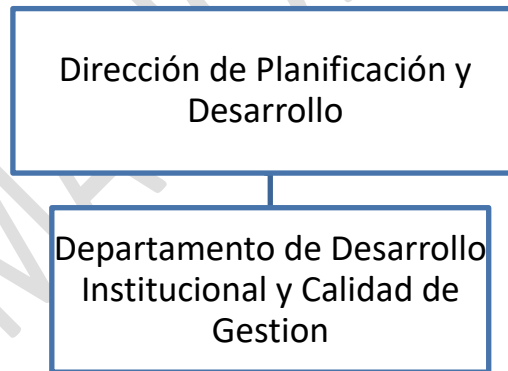 Dirección de Planificación y
Desarrollo
Departamento de Desarrollo
Institucional y Calidad de
Gestion